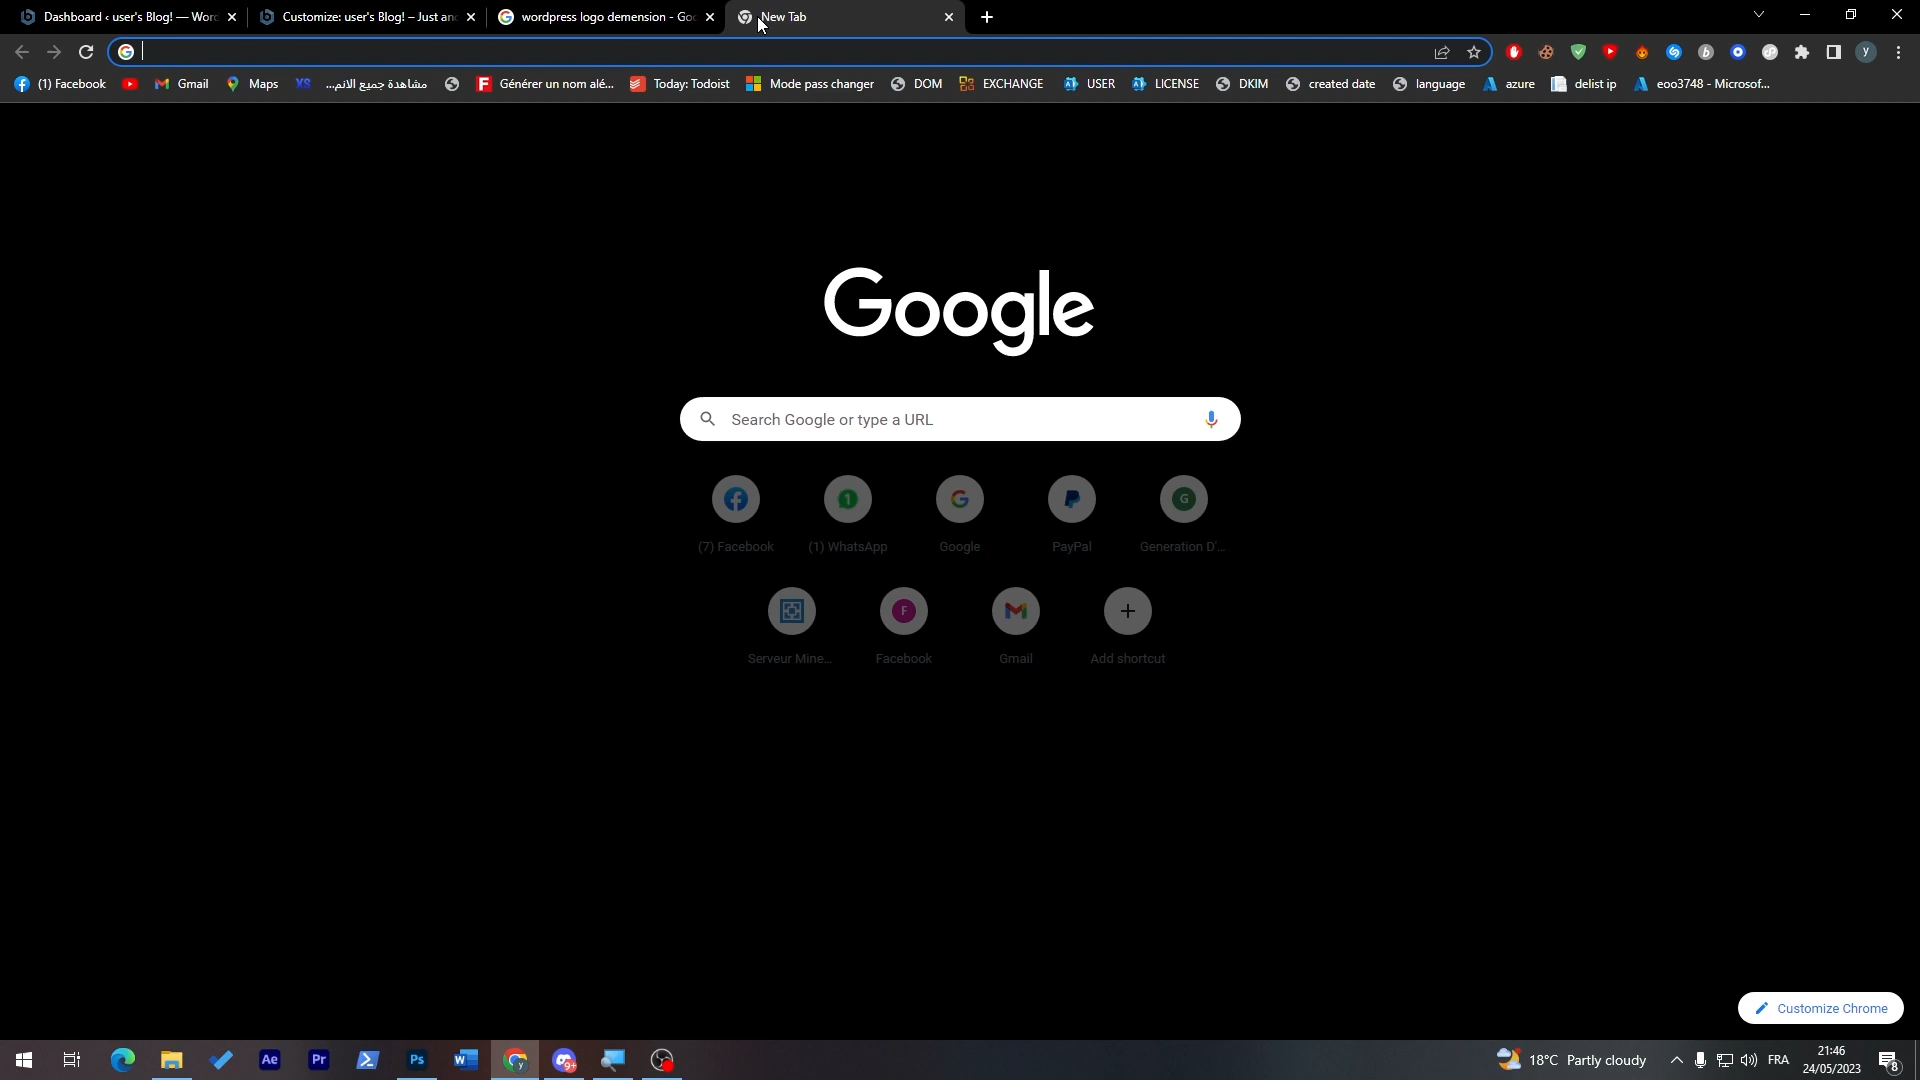 Dashboard ‹ user's Blog! — Wor
Customize: user's Blog! – Just an
wordpress logo demension - Go
New Tab
(1) Facebook
Gmail
Maps
مشاهدة جميع الانم...
Générer un nom alé...
Today: Todoist
Mode pass changer
DOM
EXCHANGE
USER
LICENSE
DKIM
created date
language
azure
delist ip
eoo3748 - Microsof...
Google
Search Google or type a URL
(7) Facebook
(1) WhatsApp
Google
PayPal
Generation D'...
Serveur Mine...
Facebook
Gmail
Add shortcut
Customize Chrome
18°C Partly cloudy
FRA
21:46
24/05/2023
8